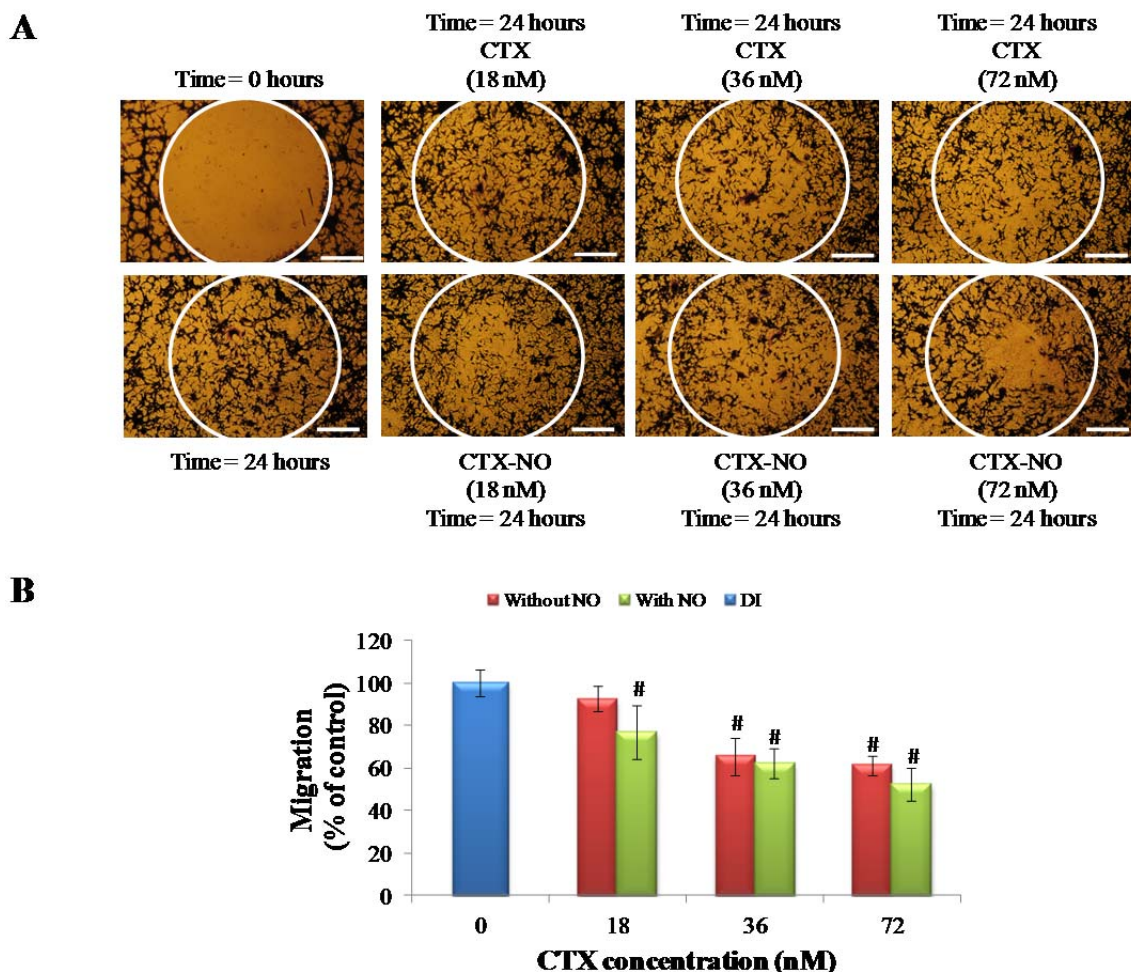 A
Time = 0 hours
Time = 24 hours
CTX
(18 nM)
Time = 24 hours
CTX
(36 nM)
Time = 24 hours
CTX
(72 nM)
Time = 24 hours
CTX-NO
(18 nM)
Time = 24 hours
CTX-NO
(36 nM)
Time = 24 hours
CTX-NO
(72 nM)
Time = 24 hours
B
Without NO With NO DI
Migration
(% of control)
120
100
80
60
40
20
0
# # # # #
0 18 36 72
CTX concentration (nM)